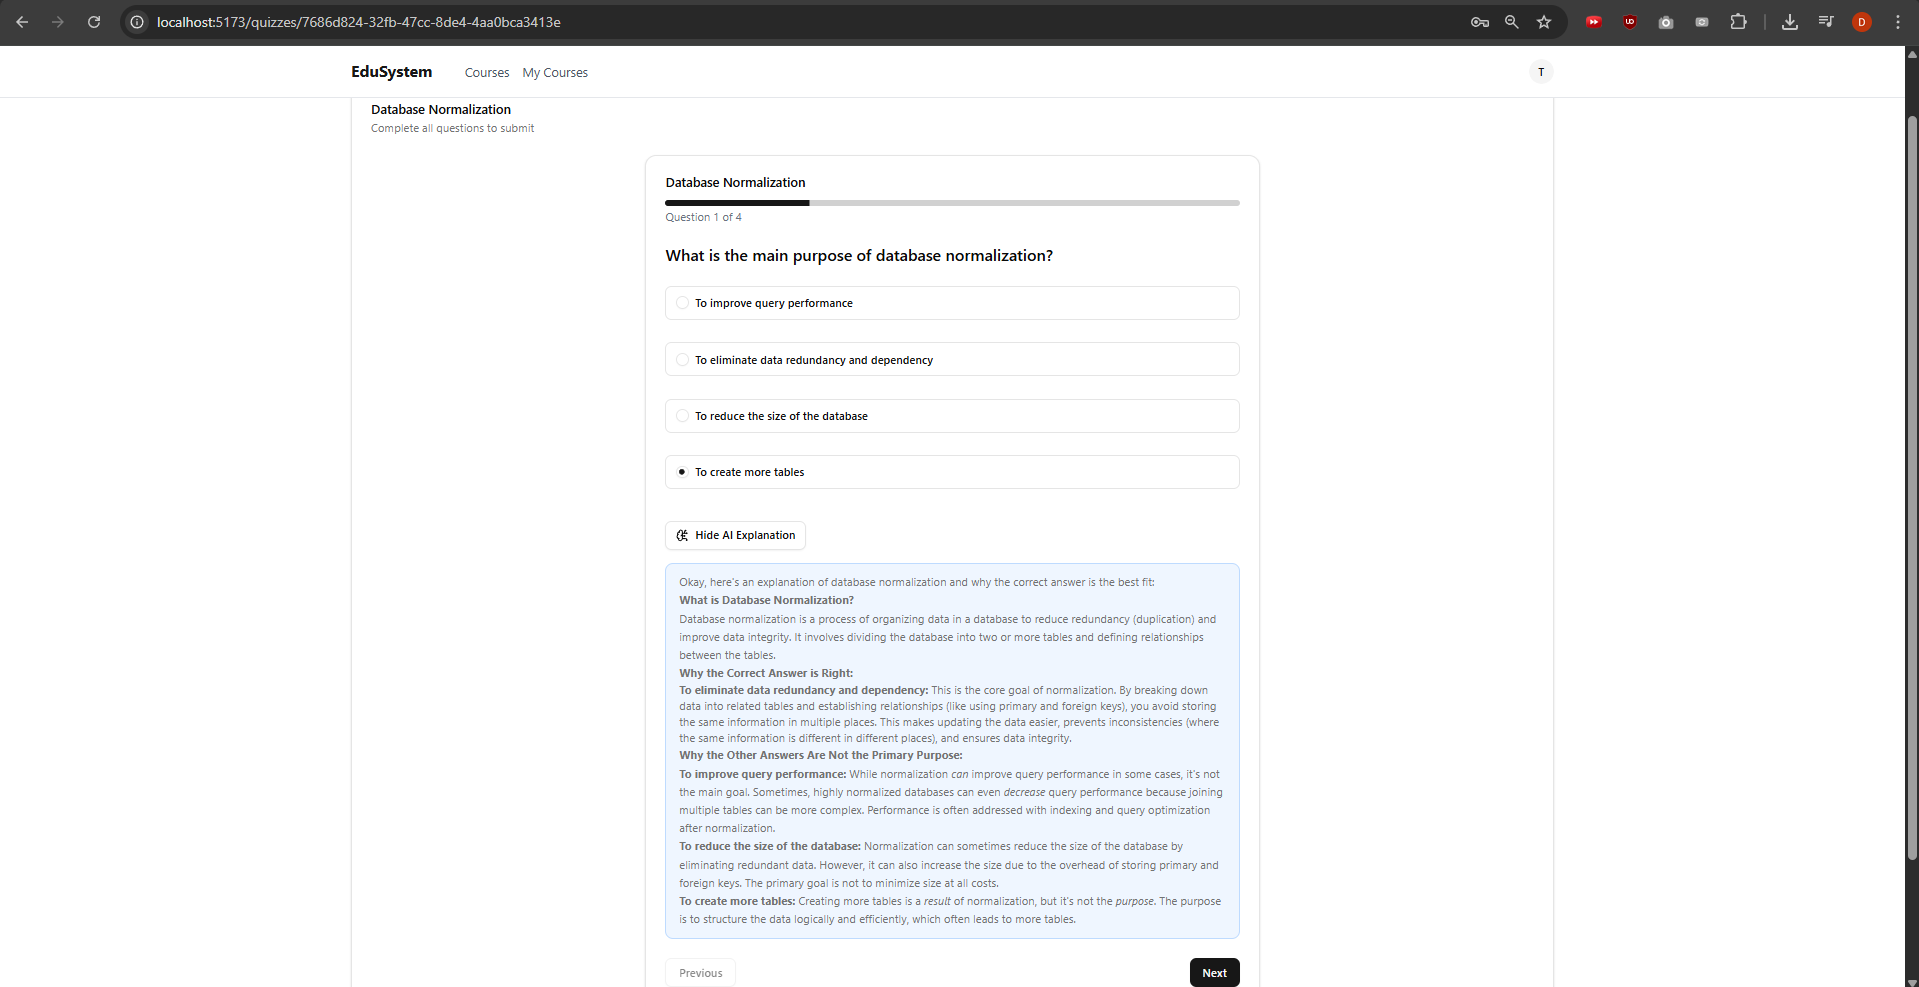 localhost:5173/quizzes/7686d824-32fb-47cc-8de4-4aa0bca3413e
D
EduSystem
Courses
My Courses
T
Database Normalization
Complete all questions to submit
Database Normalization
Question 1 of 4
What is the main purpose of database normalization?
To improve query performance
To eliminate data redundancy and dependency
To reduce the size of the database
To create more tables
Hide AI Explanation
Okay, here's an explanation of database normalization and why the correct answer is the best fit:
What is Database Normalization?
Database normalization is a process of organizing data in a database to reduce redundancy (duplication) and
improve data integrity. It involves dividing the database into two or more tables and defining relationships
between the tables.
Why the Correct Answer is Right:
To eliminate data redundancy and dependency: This is the core goal of normalization. By breaking down
data into related tables and establishing relationships (like using primary and foreign keys), you avoid storing
the same information in multiple places. This makes updating the data easier, prevents inconsistencies (where
the same information is different in different places), and ensures data integrity.
Why the Other Answers Are Not the Primary Purpose:
To improve query performance: While normalization can improve query performance in some cases, it's not
the main goal. Sometimes, highly normalized databases can even decrease query performance because joining
multiple tables can be more complex. Performance is often addressed with indexing and query optimization
after normalization.
To reduce the size of the database: Normalization can sometimes reduce the size of the database by
eliminating redundant data. However, it can also increase the size due to the overhead of storing primary and
foreign keys. The primary goal is not to minimize size at all costs.
To create more tables: Creating more tables is a result of normalization, but it's not the purpose. The purpose
is to structure the data logically and efficiently, which often leads to more tables.
Previous
Next